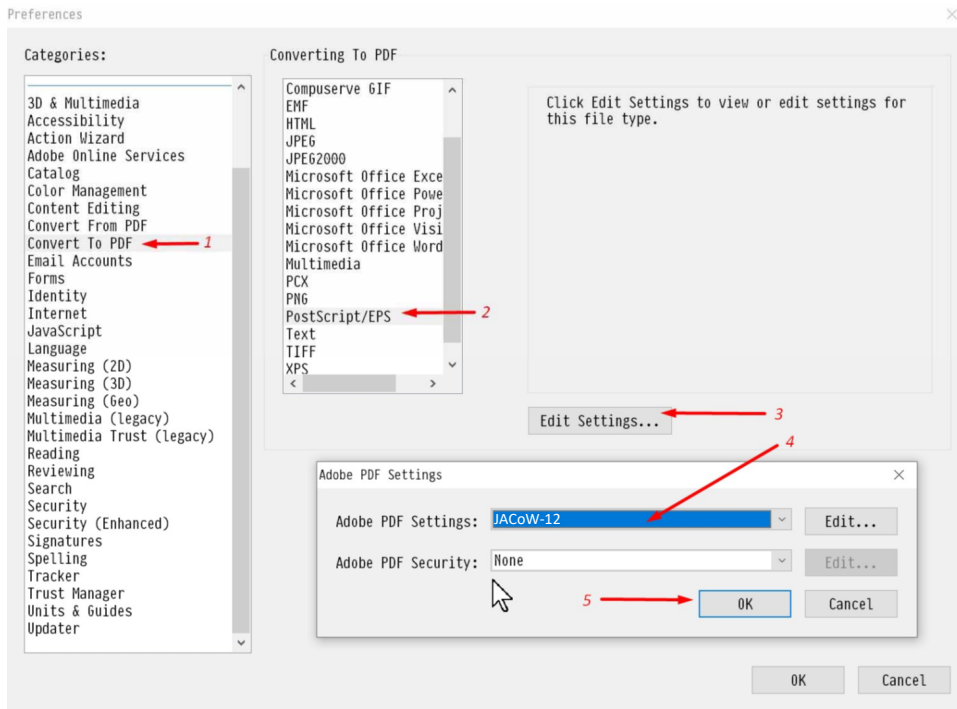 Preferences
Categories:
3D & Multimedia
Accessibility
Action Wizard
Adobe Online Services
Catalog
Color Management
Content Editing
Convert From PDF
Convert To PDF
1
Email Accounts
Forms
Identity
Internet
JavaScript
Language
Measuring (2D)
Measuring (3D)
Measuring (Geo)
Multimedia (legacy)
Multimedia Trust (legacy)
Reading
Reviewing
Search
Security
Security (Enhanced)
Signatures
Spelling
Tracker
Trust Manager
Units & Guides
Updater
Converting To PDF
Compuserve GIF
EMF
HTML
JPEG
JPEG2000
Microsoft Office Exce
Microsoft Office Powe
Microsoft Office Proj
Microsoft Office Visi
Microsoft Office Word
Multimedia
PCX
PNG
PostScript/EPS
2
Text
TIFF
XPS
Click Edit Settings to view or edit settings for
this file type.
Edit Settings...
3
4
Adobe PDF Settings
Adobe PDF Settings: JACoW-12 Edit...
Adobe PDF Security: None Edit...
5
OK Cancel
OK Cancel